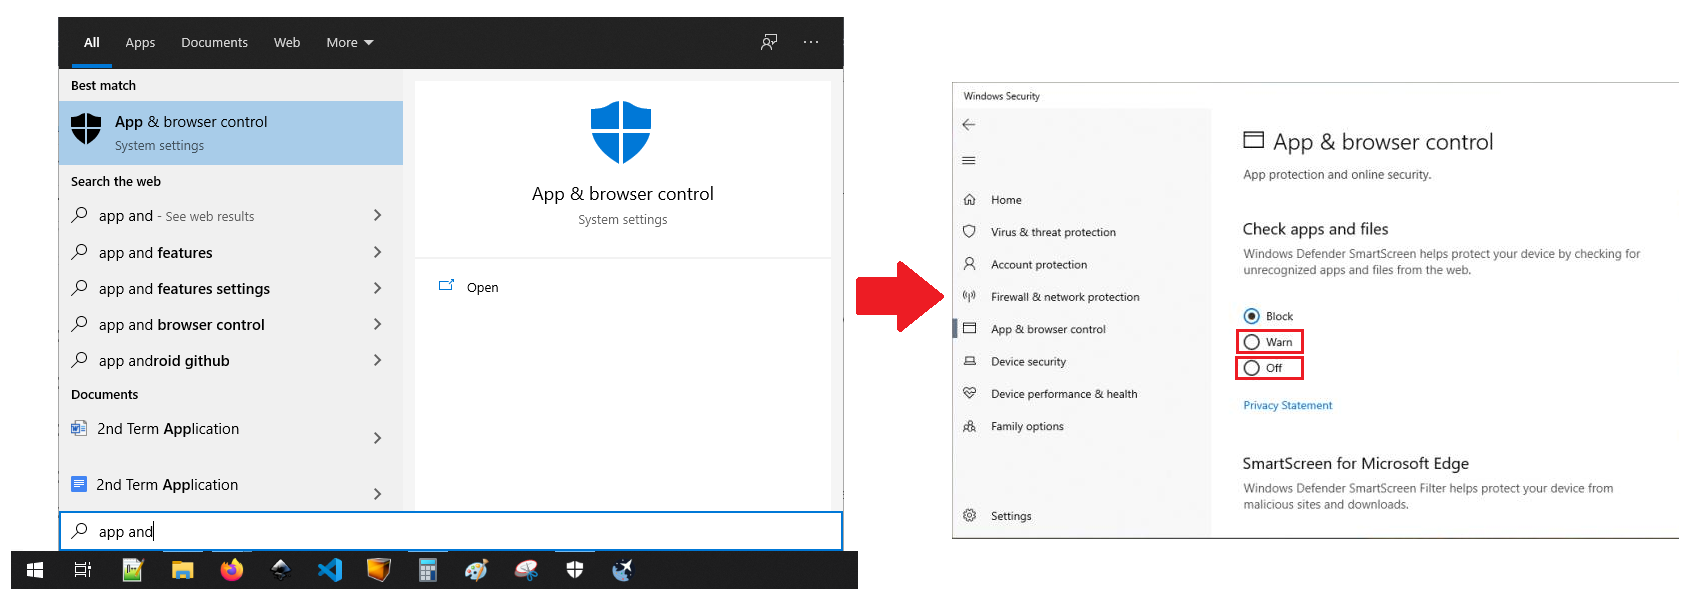 All Apps Documents Web More
Best match
App & browser control
System settings
Search the web
app and - See web results
app and features
app and features settings
app and browser control
app android github
Documents
2nd Term Application
2nd Term Application
app and
App & browser control
System settings
Open
Windows Security
Home
Virus & threat protection
Account protection
Firewall & network protection
App & browser control
Device security
Device performance & health
Family options
Settings
App & browser control
App protection and online security.
Check apps and files
Windows Defender SmartScreen helps protect your device by checking for
unrecognized apps and files from the web.
Block
Warn
Off
Privacy Statement
SmartScreen for Microsoft Edge
Windows Defender SmartScreen Filter helps protect your device from
malicious sites and downloads.